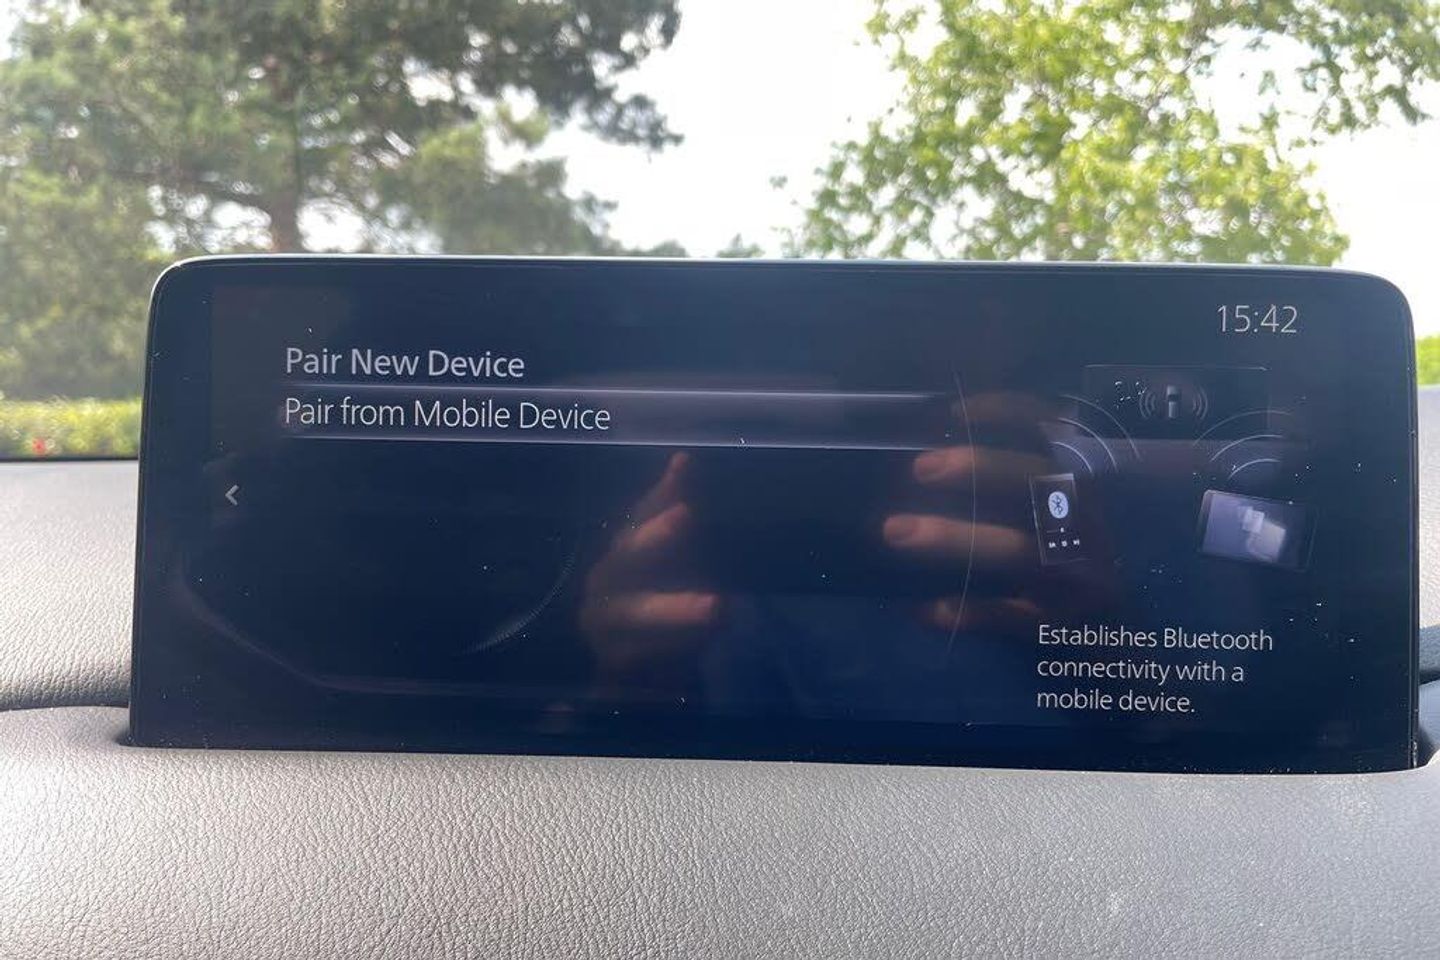 15:42
Pair New Device
Pair from Mobile Device
Establishes Bluetooth
connectivity with a
mobile device.